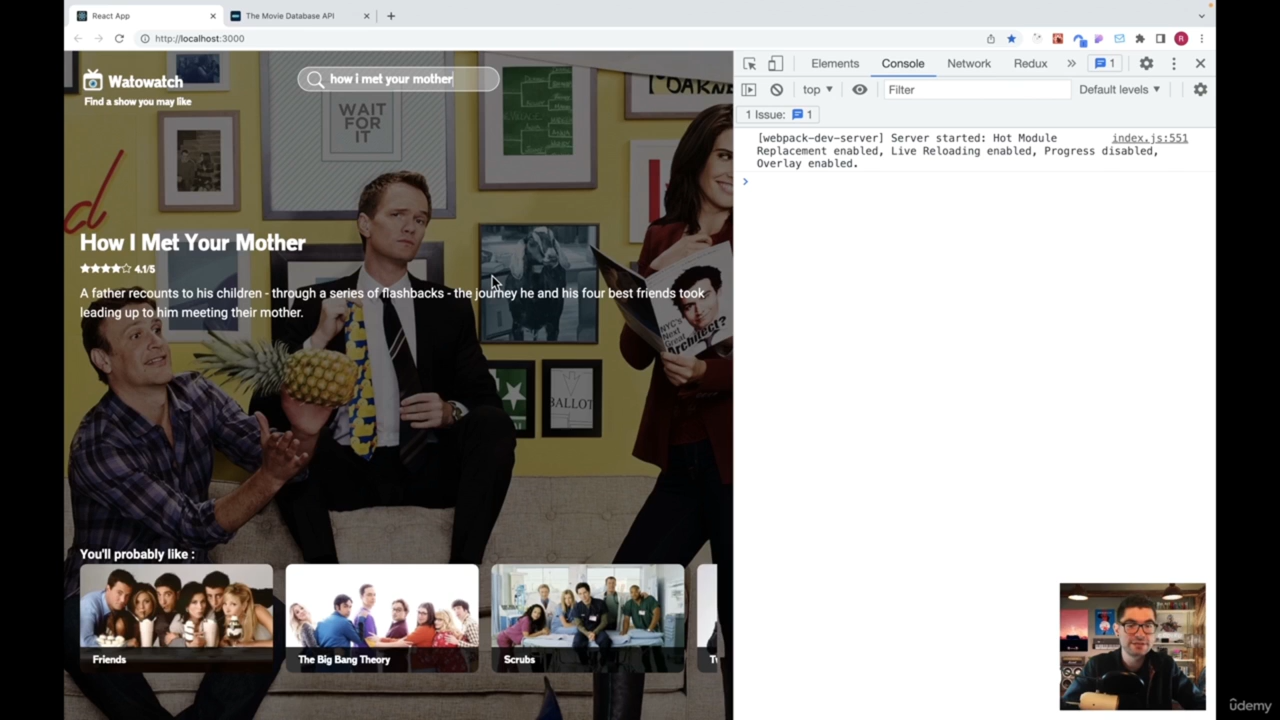 React App
The Movie Database API
http://localhost:3000
R
Watowatch
Find a show you may like
how i met your mother
WAIT
FOR
IT
How I Met Your Mother
4.1/5
A father recounts to his children - through a series of flashbacks - the journey he and his four best friends took
leading up to him meeting their mother.
NYC's
Next
Great
Architect?
BALLOT
You'll probably like :
Friends
The Big Bang Theory
Scrubs
Elements
Console
Network
Redux
1
top
Filter
Default levels
1 Issue:
1
[webpack-dev-server] Server started: Hot Module
index.js:551
Replacement enabled, Live Reloading enabled, Progress disabled,
Overlay enabled.
ûdemy